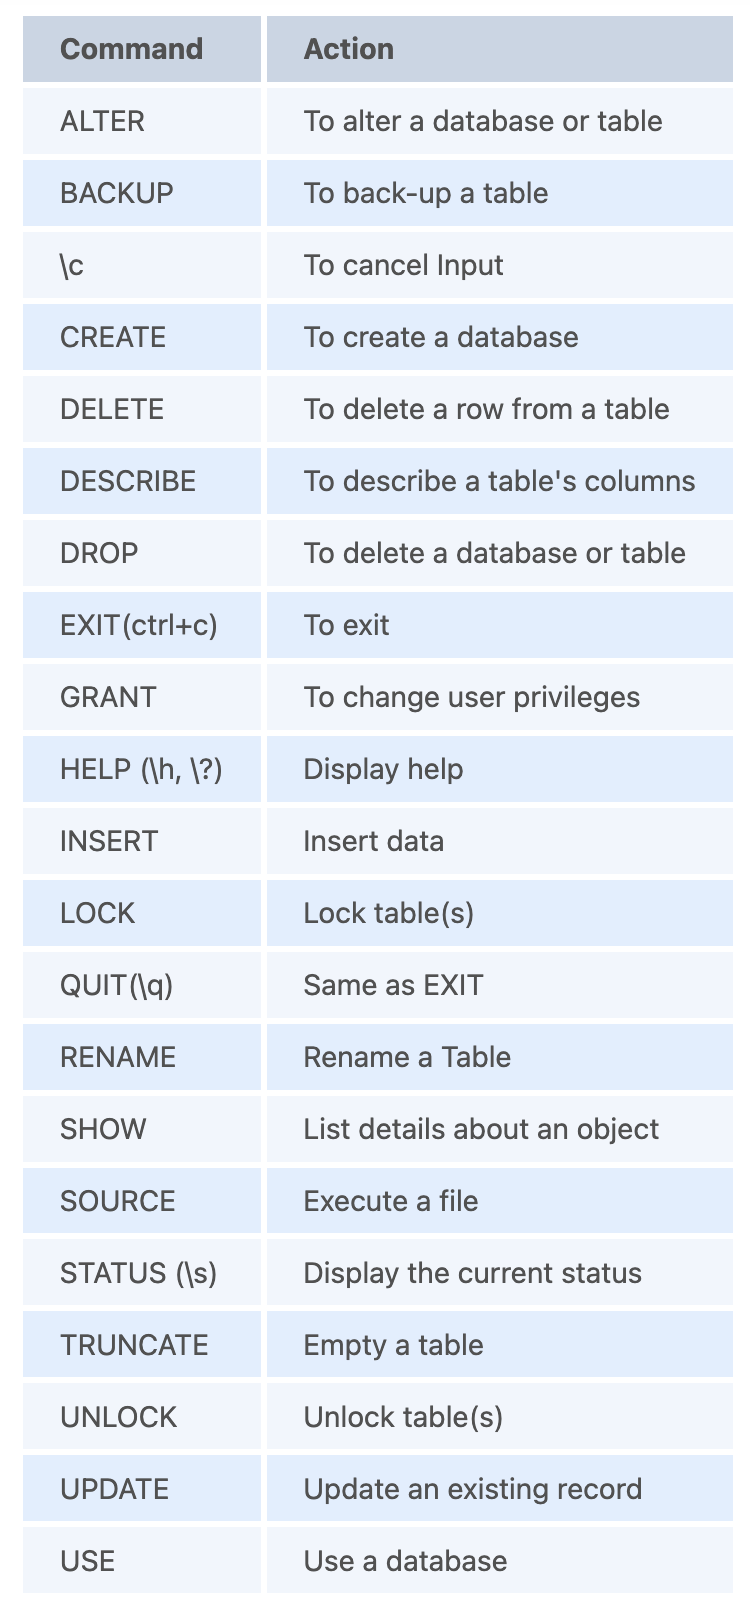 Command Action
ALTER To alter a database or table
BACKUP To back-up a table
\c To cancel Input
CREATE To create a database
DELETE To delete a row from a table
DESCRIBE To describe a table's columns
DROP To delete a database or table
EXIT(ctrl+c) To exit
GRANT To change user privileges
HELP (\h, \?) Display help
INSERT Insert data
LOCK Lock table(s)
QUIT(\q) Same as EXIT
RENAME Rename a Table
SHOW List details about an object
SOURCE Execute a file
STATUS (\s) Display the current status
TRUNCATE Empty a table
UNLOCK Unlock table(s)
UPDATE Update an existing record
USE Use a database